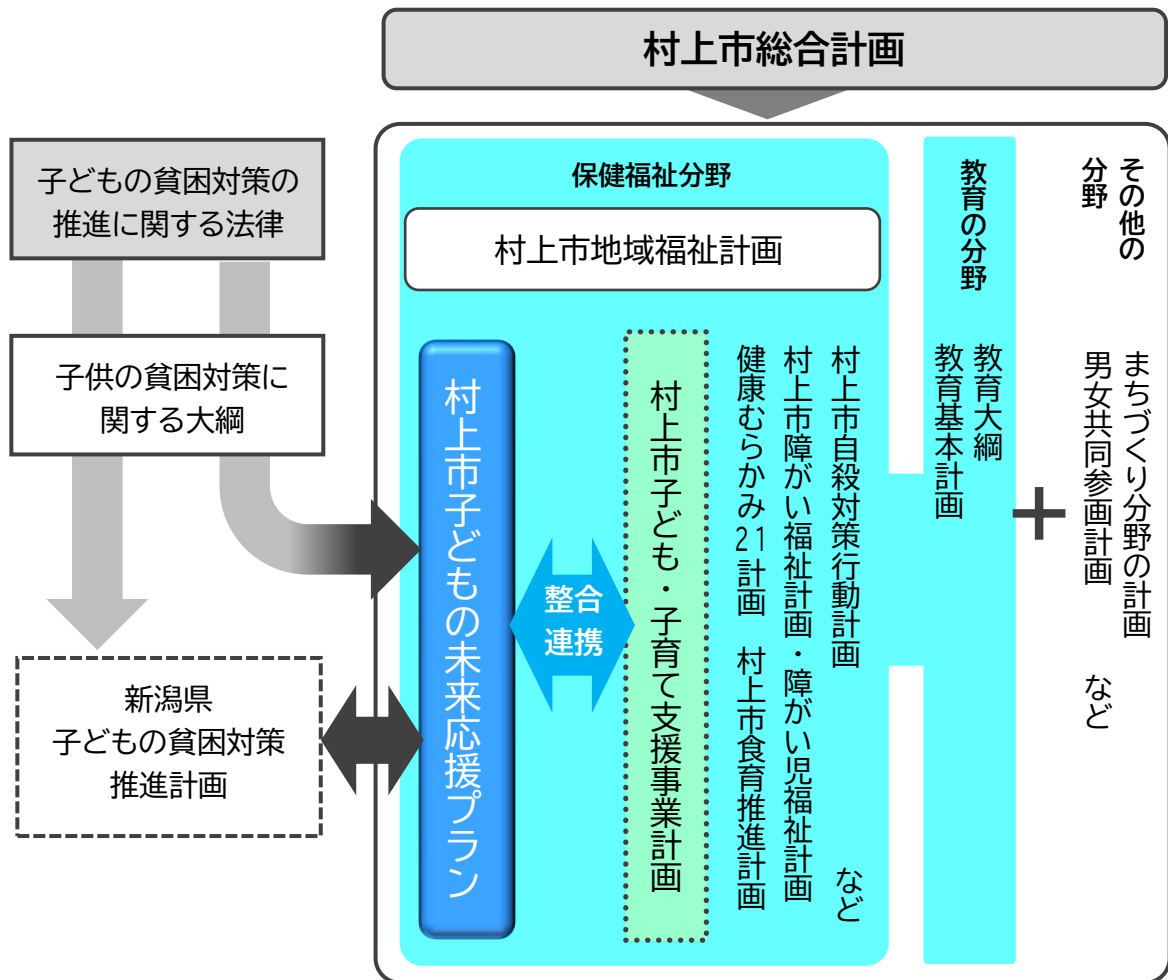 村上市総合計画
子どもの貧困対策の
推進に関する法律
子供の貧困対策に
関する大綱
新潟県
子どもの貧困対策
推進計画
保健福祉分野
村上市地域福祉計画
村上市子どもの未来応援プラン
整合
連携
村上市子ども・子育て支援事業計画
村上市自殺対策行動計画 など
村上市障がい福祉計画・障がい児福祉計画
健康むらかみ21計画 村上市食育推進計画
教育の分野
教育大綱
教育基本計画
+
その他の
分野
まちづくり分野の計画
男女共同参画計画 など